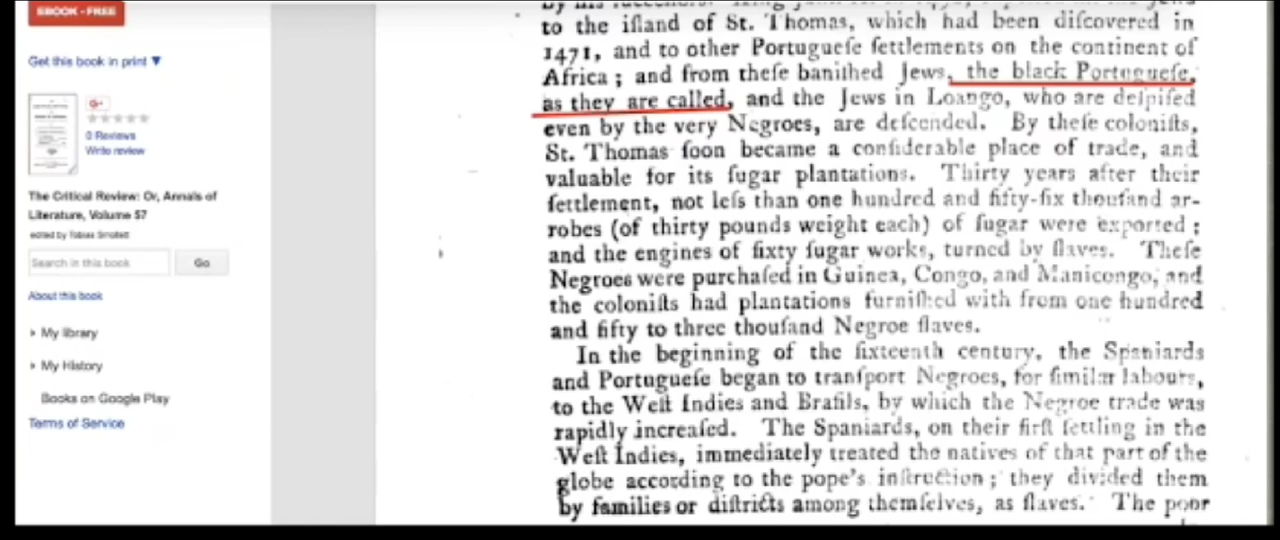 EBOOK - FREE
Get this book in print ▼
G+
0 Reviews
Write review
The Critical Review: Or, Annals of
Literature, Volume 57
edited by Tobias Smollett
Search in this book
Go
About this book
My library
My History
Books on Google Play
Terms of Service
to the iſland of St. Thomas, which had been diſcovered in
1471, and to other Portugueſe ſettlements on the continent of
Africa ; and from theſe baniſhed Jews, the black Portugueſe,
as they are called, and the Jews in Loango, who are deſpiſed
even by the very Negroes, are deſcended. By theſe coloniſts,
St. Thomas ſoon became a conſiderable place of trade, and
valuable for its ſugar plantations. Thirty years after their
ſettlement, not leſs than one hundred and fifty-ſix thouſand ar-
robes (of thirty pounds weight each) of ſugar were exported ;
and the engines of ſixty ſugar works, turned by ſlaves. Theſe
Negroes were purchaſed in Guinea, Congo, and Manicongo, and
the coloniſts had plantations furniſhed with from one hundred
and fifty to three thouſand Negroe ſlaves.
In the beginning of the ſixteenth century, the Spaniards
and Portugueſe began to tranſport Negroes, for ſimilar labours,
to the Weſt Indies and Braſils, by which the Negroe trade was
rapidly increaſed. The Spaniards, on their firſt ſettling in the
Weſt Indies, immediately treated the natives of that part of the
globe according to the pope's inſtruction ; they divided them
by families or diſtricts among themſelves, as ſlaves. The poor